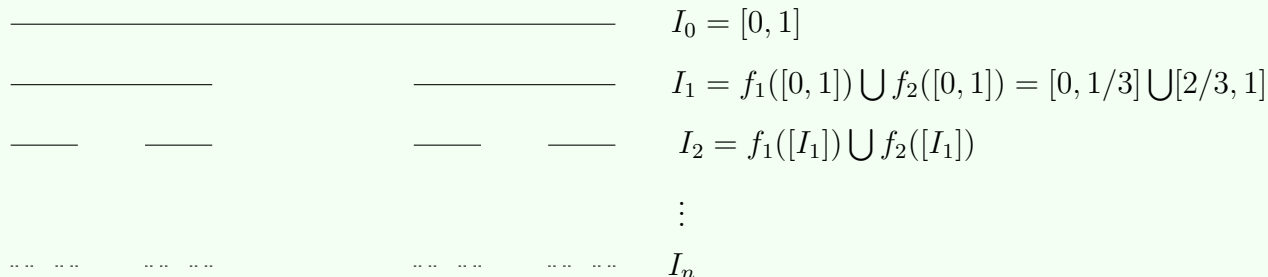 I_0 = [0, 1]
I_1 = f_1([0, 1]) ⋃ f_2([0, 1]) = [0, 1/3] ⋃[2/3, 1]
I_2 = f_1([I_1]) ⋃ f_2([I_1])
⋮
I_n